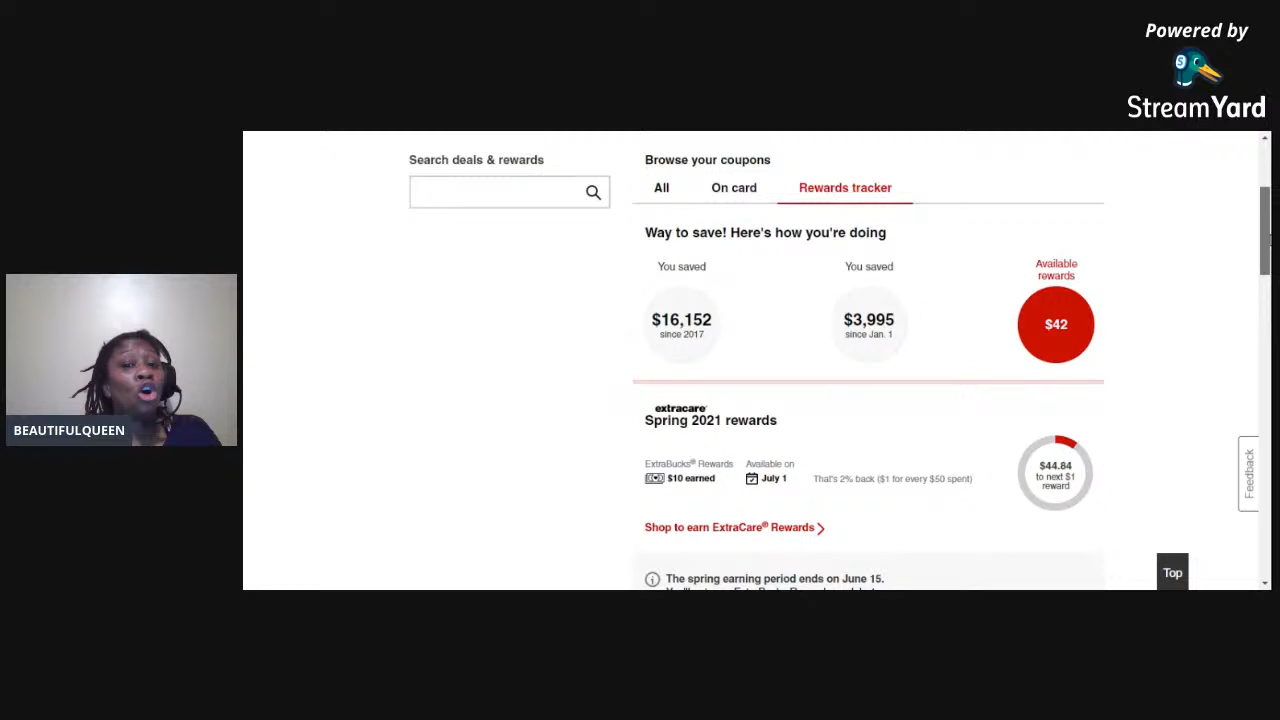 Powered by
StreamYard
Search deals & rewards
Browse your coupons
All On card Rewards tracker
Way to save! Here's how you're doing
You saved
$16,152
since 2017
You saved
$3,995
since Jan. 1
Available
rewards
$42
extracare®
Spring 2021 rewards
ExtraBucks® Rewards
$10 earned
Available on
July 1
That's 2% back ($1 for every $50 spent)
$44.84
to next $1
reward
Shop to earn ExtraCare® Rewards
The spring earning period ends on June 15.
Feedback
Top
BEAUTIFULQUEEN